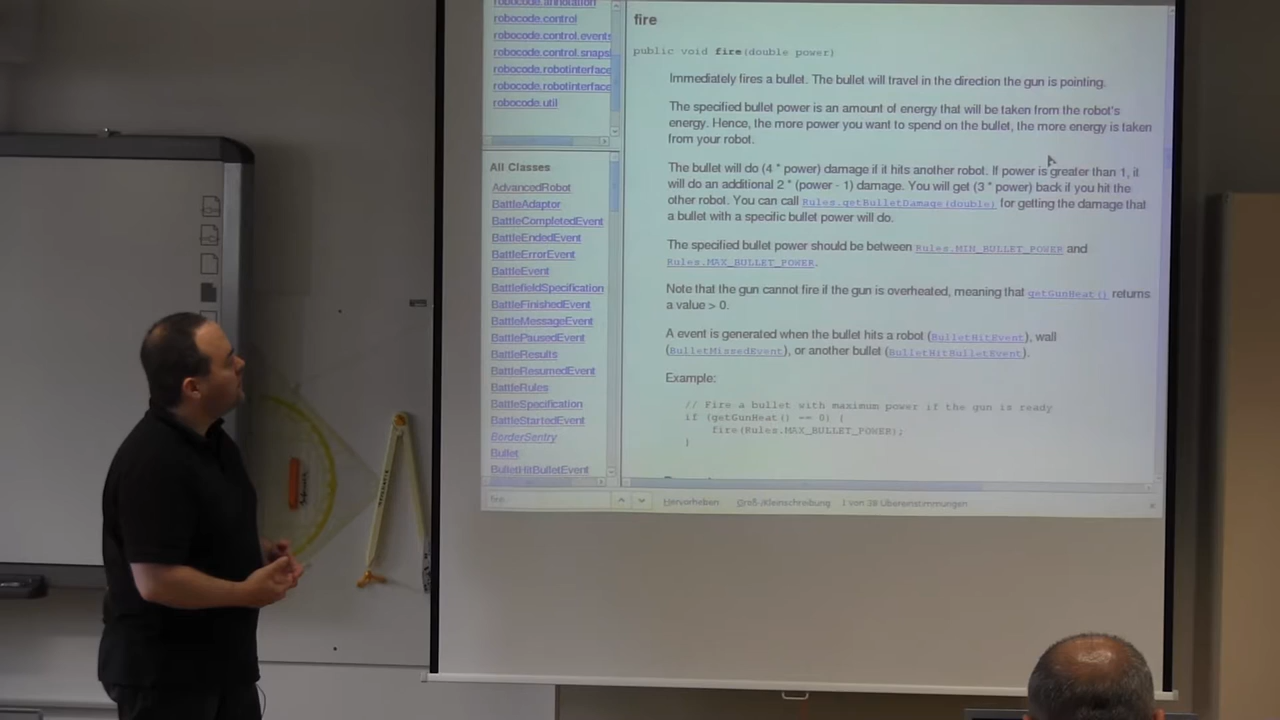 robocode.annotation
robocode.control
robocode.control.events
robocode.control.snaps
robocode.robotinterface
robocode.robotinterface
robocode.util
All Classes
AdvancedRobot
BattleAdaptor
BattleCompletedEvent
BattleEndedEvent
BattleErrorEvent
BattleEvent
BattlefieldSpecification
BattleFinishedEvent
BattleMessageEvent
BattlePausedEvent
BattleResults
BattleResumedEvent
BattleRules
BattleSpecification
BattleStartedEvent
BorderSentry
Bullet
BulletHitBulletEvent
fire
public void fire(double power)
Immediately fires a bullet. The bullet will travel in the direction the gun is pointing.
The specified bullet power is an amount of energy that will be taken from the robot's
energy. Hence, the more power you want to spend on the bullet, the more energy is taken
from your robot.
The bullet will do (4 * power) damage if it hits another robot. If power is greater than 1, it
will do an additional 2 * (power - 1) damage. You will get (3 * power) back if you hit the
other robot. You can call Rules.getBulletDamage(double) for getting the damage that
a bullet with a specific bullet power will do.
The specified bullet power should be between Rules.MIN_BULLET_POWER and
Rules.MAX_BULLET_POWER.
Note that the gun cannot fire if the gun is overheated, meaning that getGunHeat() returns
a value > 0.
A event is generated when the bullet hits a robot (BulletHitEvent), wall
(BulletMissedEvent), or another bullet (BulletHitBulletEvent).
Example:
// Fire a bullet with maximum power if the gun is ready
if (getGunHeat() == 0) {
fire(Rules.MAX_BULLET_POWER);
}
fire
Hervorheben Groß-/Kleinschreibung 1 von 38 Übereinstimmungen